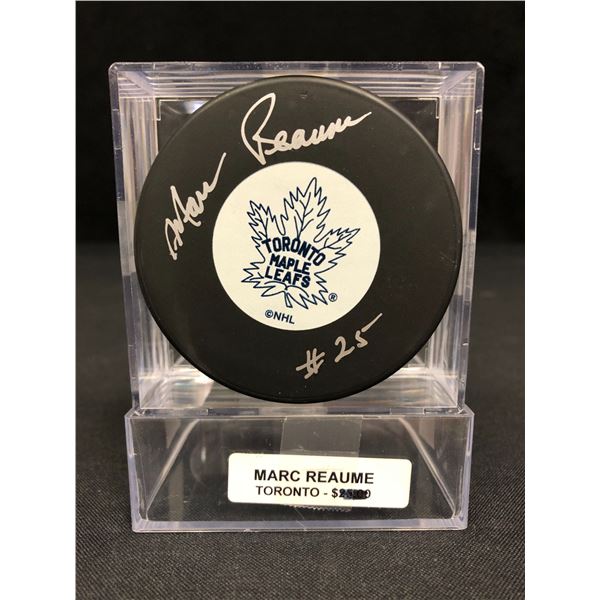 Marc Reaume
TORONTO
MAPLE
LEAFS
®
©NHL
#25
MARC REAUME
TORONTO -